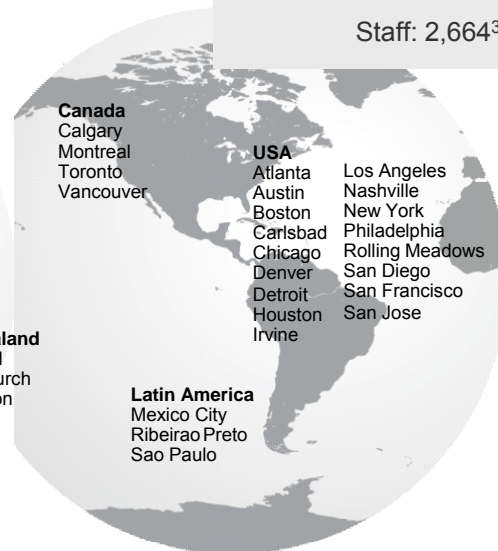 Staff: 2,664³
Canada
Calgary
Montreal
Toronto
Vancouver
USA
Atlanta
Austin
Boston
Carlsbad
Chicago
Denver
Detroit
Houston
Irvine
Los Angeles
Nashville
New York
Philadelphia
Rolling Meadows
San Diego
San Francisco
San Jose
Latin America
Mexico City
Ribeirao Preto
Sao Paulo